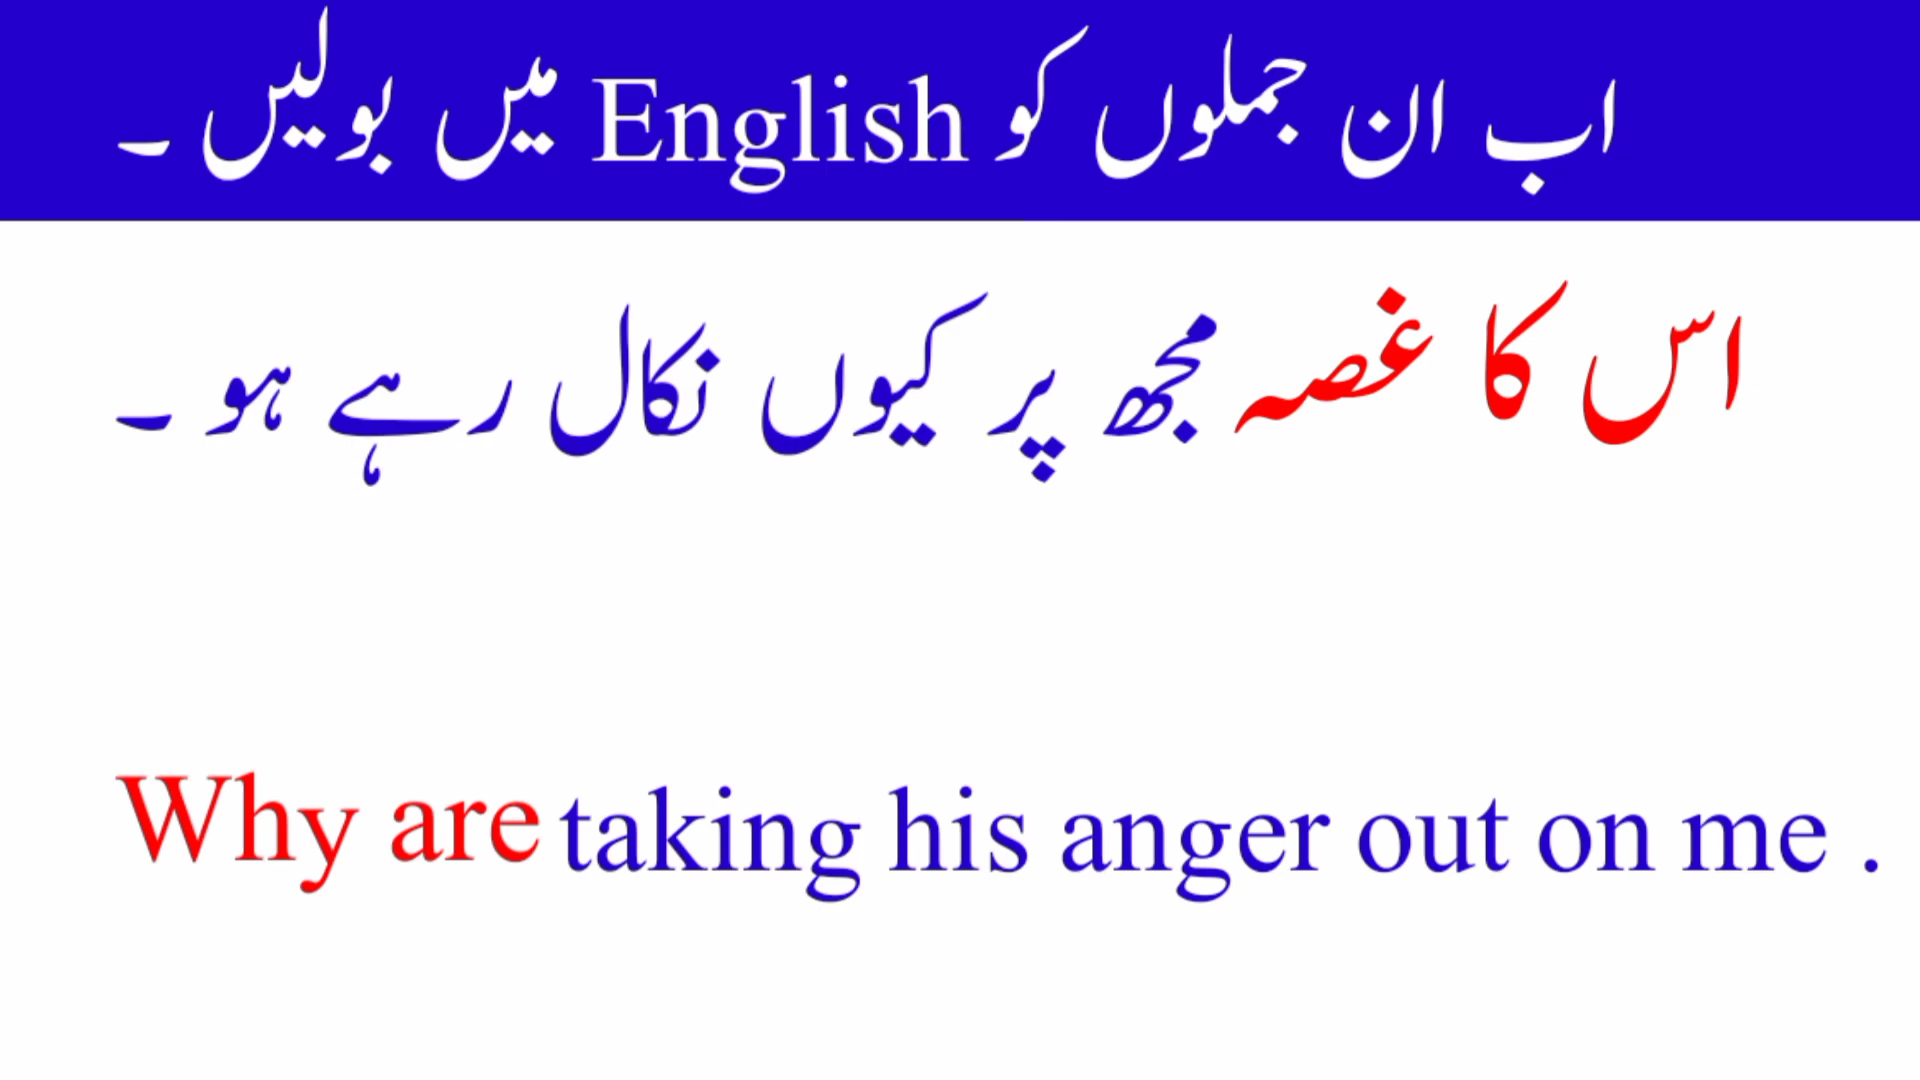 اب ان جملوں کو English میں بولیں ۔
اس کا غصہ مجھ پر کیوں نکال رہے ہو ۔
Why are taking his anger out on me .